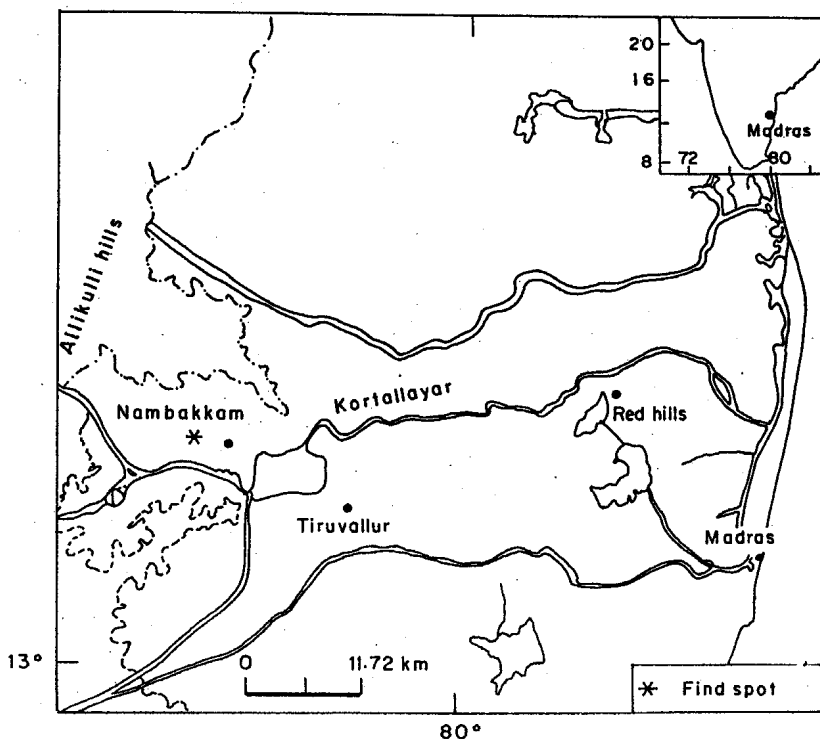 20
16
Madras
8
72
80
Allikulli hills
Nambakkam
Kortallayar
Red hills
Tiruvallur
Madras
13°
0
11.72 km
Find spot
80°